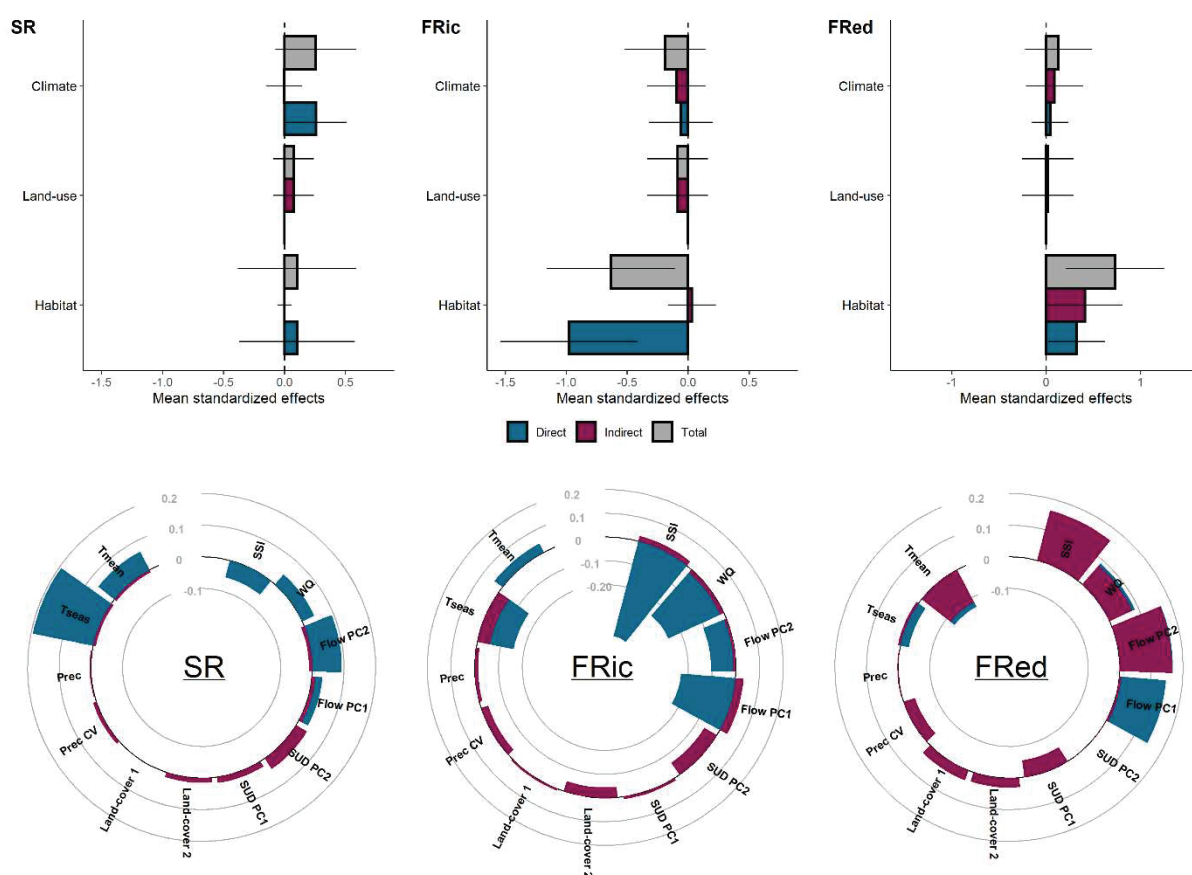 SR
Climate
Land-use
Habitat
-1.5 -1.0 -0.5 0.0 0.5
Mean standardized effects
FRic
Climate
Land-use
Habitat
-1.5 -1.0 -0.5 0.0 0.5
Mean standardized effects
FRed
Climate
Land-use
Habitat
-1 0 1
Mean standardized effects
Direct Indirect Total
0.2
0.1
0
-0.1
SSI
WQ
Flow PC2
Flow PC1
SUD PC2
SUD PC1
Land-cover 2
Land-cover 1
Prec CV
Prec
Tseas
Tmean
SR
0.2
0.1
0
-0.1
-0.20
SSI
WQ
Flow PC2
Flow PC1
SUD PC2
SUD PC1
Land-cover 2
Land-cover 1
Prec CV
Prec
Tseas
Tmean
FRic
0.2
0.1
0
-0.1
SSI
WQ
Flow PC2
Flow PC1
SUD PC2
SUD PC1
Land-cover 2
Land-cover 1
Prec CV
Prec
Tseas
Tmean
FRed